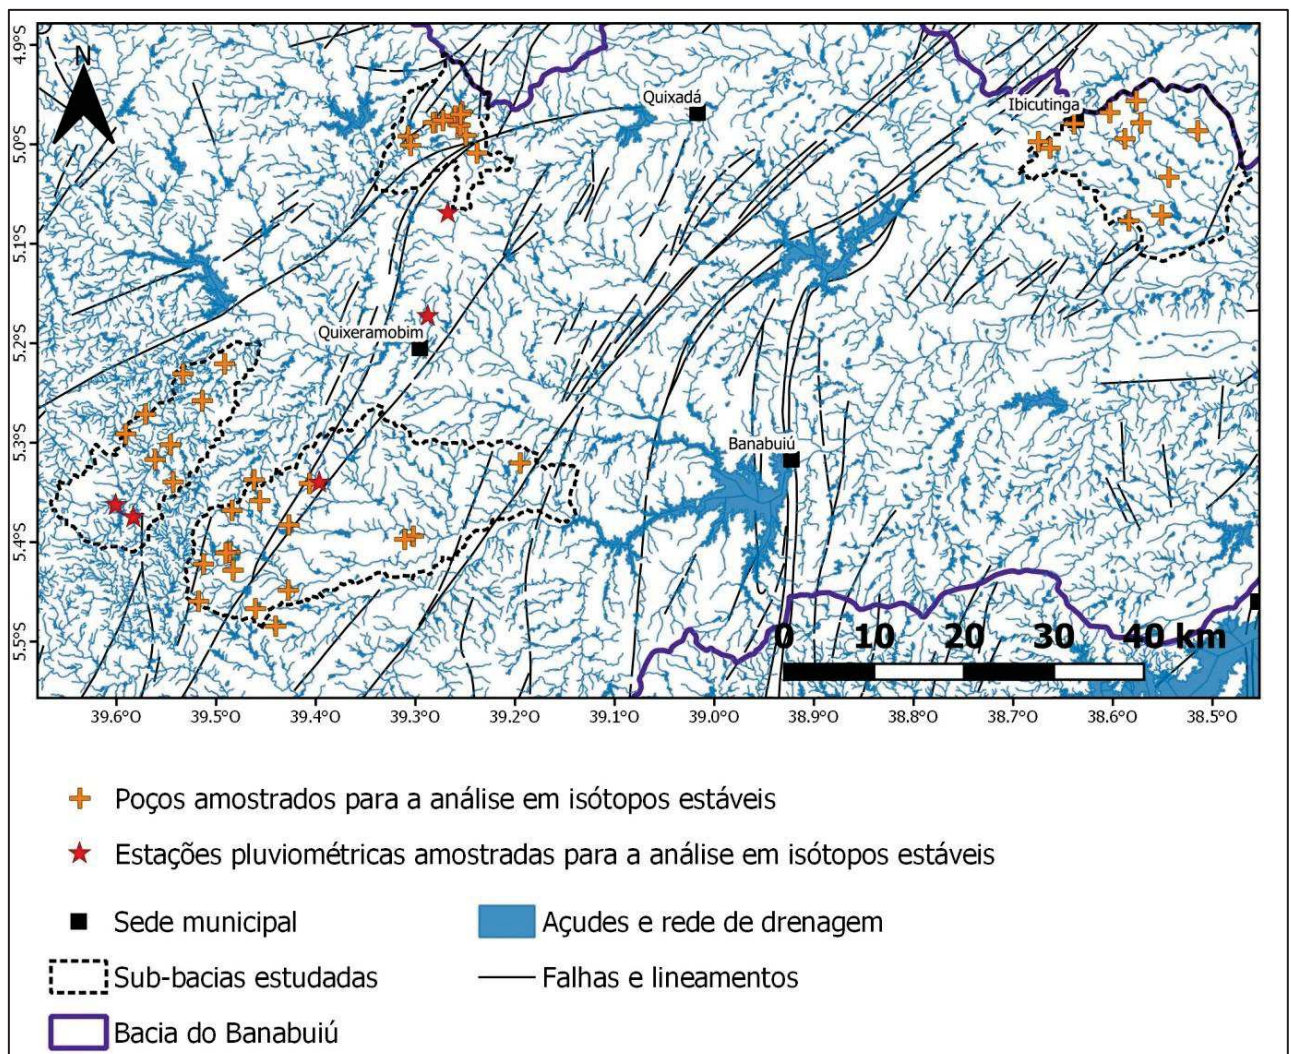 4.9°S
N
Quixadá
Ibicutinga
5.0°S
5.1°S
5.2°S
Quixeramobim
5.3°S
Banabuiú
5.4°S
5.5°S
0 10 20 30 40 km
39.6°O 39.5°O 39.4°O 39.3°O 39.2°O 39.1°O 39.0°O 38.9°O 38.8°O 38.7°O 38.6°O 38.5°O
Poços amostrados para a análise em isótopos estáveis
Estações pluviométricas amostradas para a análise em isótopos estáveis
Sede municipal
Açudes e rede de drenagem
Sub-bacias estudadas
Falhas e lineamentos
Bacia do Banabuiú